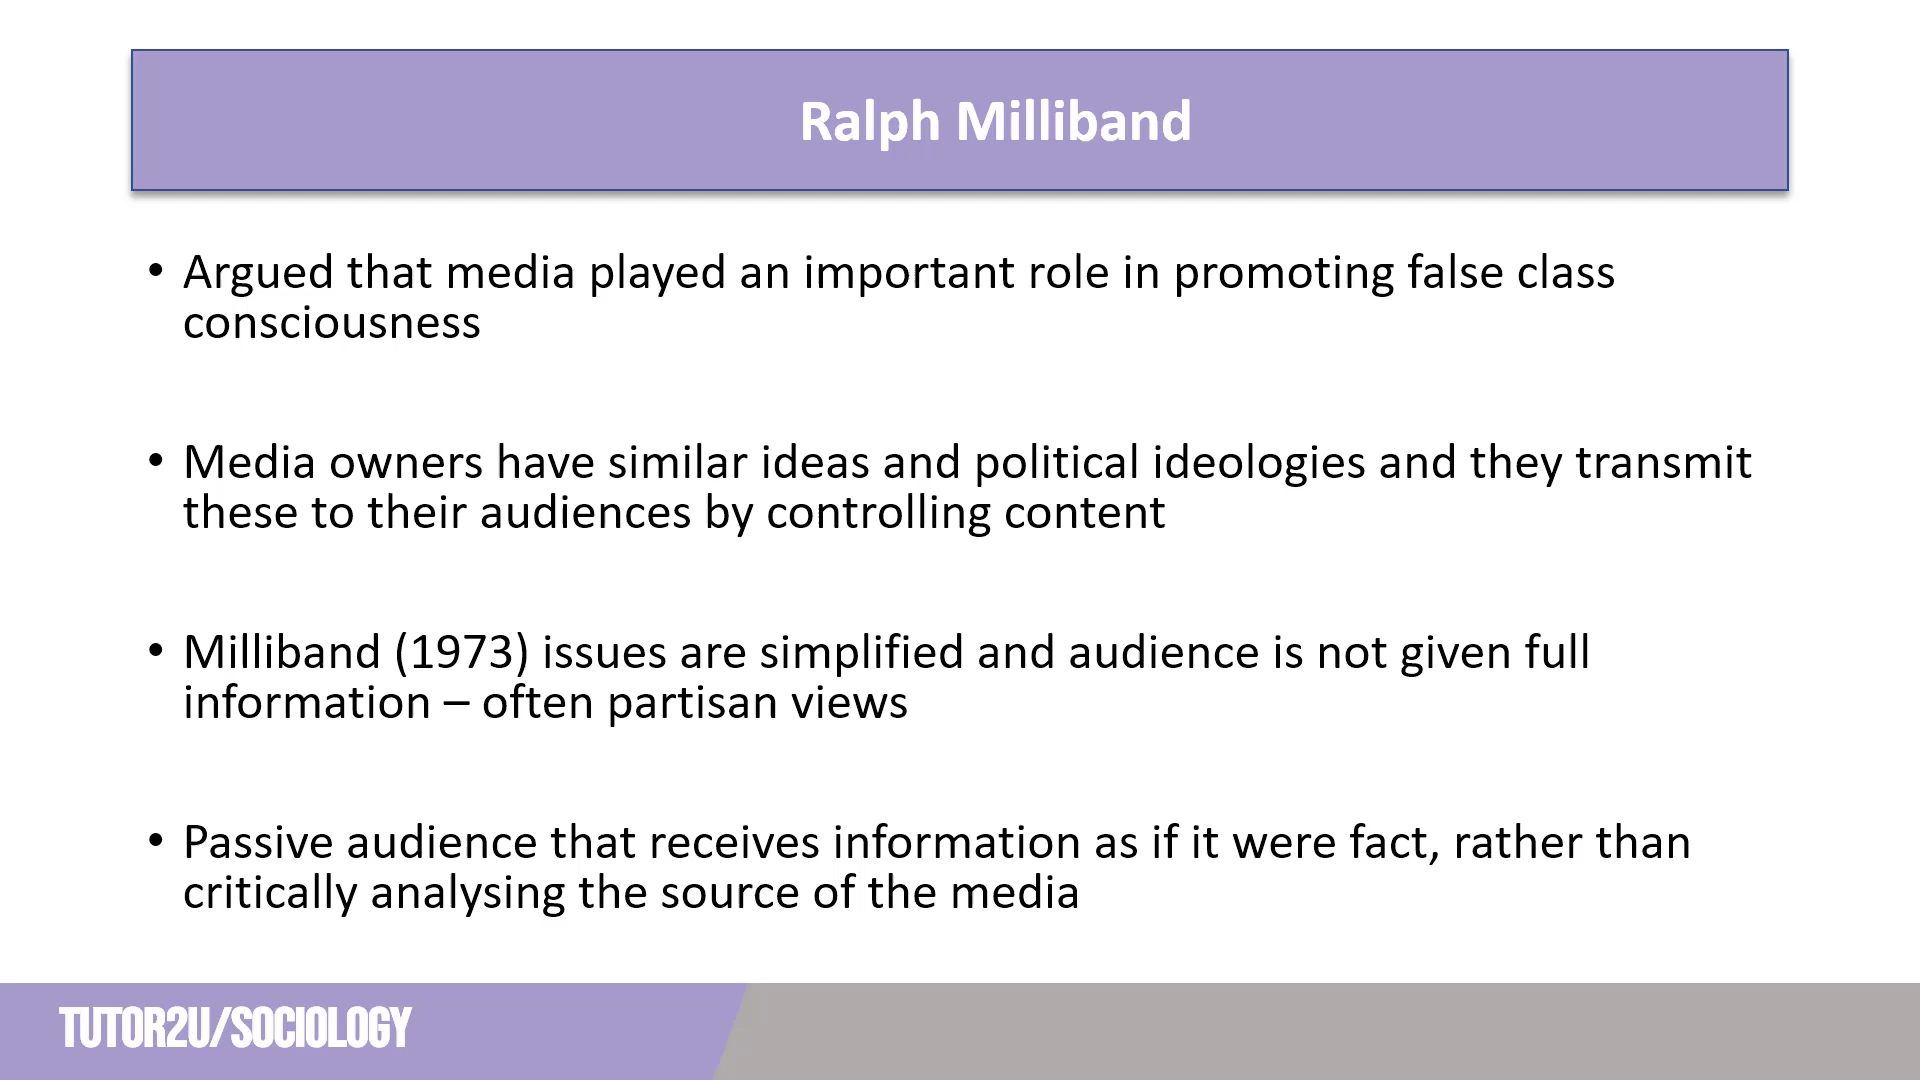 Ralph Milliband
• Argued that media played an important role in promoting false class
consciousness
• Media owners have similar ideas and political ideologies and they transmit
these to their audiences by controlling content
• Milliband (1973) issues are simplified and audience is not given full
information – often partisan views
• Passive audience that receives information as if it were fact, rather than
critically analysing the source of the media
TUTOR2U/SOCIOLOGY